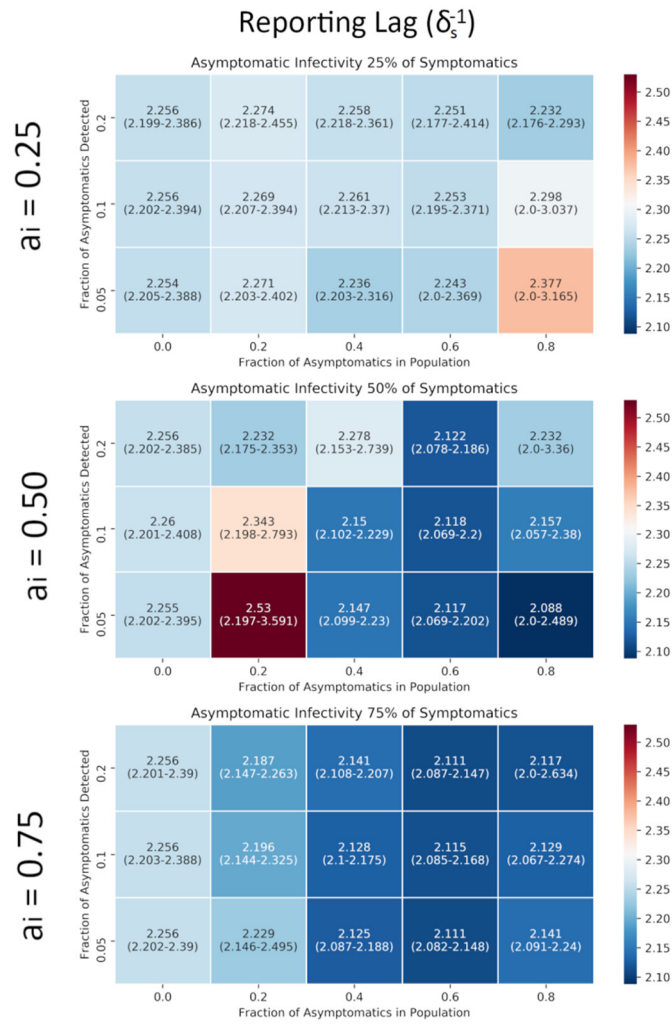 Reporting Lag (δs-1)
ai = 0.25
Asymptomatic Infectivity 25% of Symptomatics
Fraction of Asymptomatics Detected
0.2
2.256 2.274 2.258 2.251 2.232
(2.199-2.386) (2.218-2.455) (2.218-2.361) (2.177-2.414) (2.176-2.293)
0.1
2.256 2.269 2.261 2.253 2.298
(2.202-2.394) (2.207-2.394) (2.213-2.37) (2.195-2.371) (2.0-3.037)
0.05
2.254 2.271 2.236 2.243 2.377
(2.205-2.388) (2.203-2.402) (2.203-2.316) (2.0-2.369) (2.0-3.165)
0.0 0.2 0.4 0.6 0.8
Fraction of Asymptomatics in Population
2.50
2.45
2.40
2.35
2.30
2.25
2.20
2.15
2.10
ai = 0.50
Asymptomatic Infectivity 50% of Symptomatics
Fraction of Asymptomatics Detected
0.2
2.256 2.232 2.278 2.122 2.232
(2.202-2.385) (2.175-2.353) (2.153-2.739) (2.078-2.186) (2.0-3.36)
0.1
2.26 2.343 2.15 2.118 2.157
(2.201-2.408) (2.198-2.793) (2.102-2.229) (2.069-2.2) (2.057-2.38)
0.05
2.255 2.53 2.147 2.117 2.088
(2.202-2.395) (2.197-3.591) (2.099-2.23) (2.069-2.202) (2.0-2.489)
0.0 0.2 0.4 0.6 0.8
Fraction of Asymptomatics in Population
2.50
2.45
2.40
2.35
2.30
2.25
2.20
2.15
2.10
ai = 0.75
Asymptomatic Infectivity 75% of Symptomatics
Fraction of Asymptomatics Detected
0.2
2.256 2.187 2.141 2.111 2.117
(2.201-2.39) (2.147-2.263) (2.108-2.207) (2.087-2.147) (2.0-2.634)
0.1
2.256 2.196 2.128 2.115 2.129
(2.203-2.388) (2.144-2.325) (2.1-2.175) (2.085-2.168) (2.067-2.274)
0.05
2.256 2.229 2.125 2.111 2.141
(2.202-2.39) (2.146-2.495) (2.087-2.188) (2.082-2.148) (2.091-2.24)
0.0 0.2 0.4 0.6 0.8
Fraction of Asymptomatics in Population
2.50
2.45
2.40
2.35
2.30
2.25
2.20
2.15
2.10